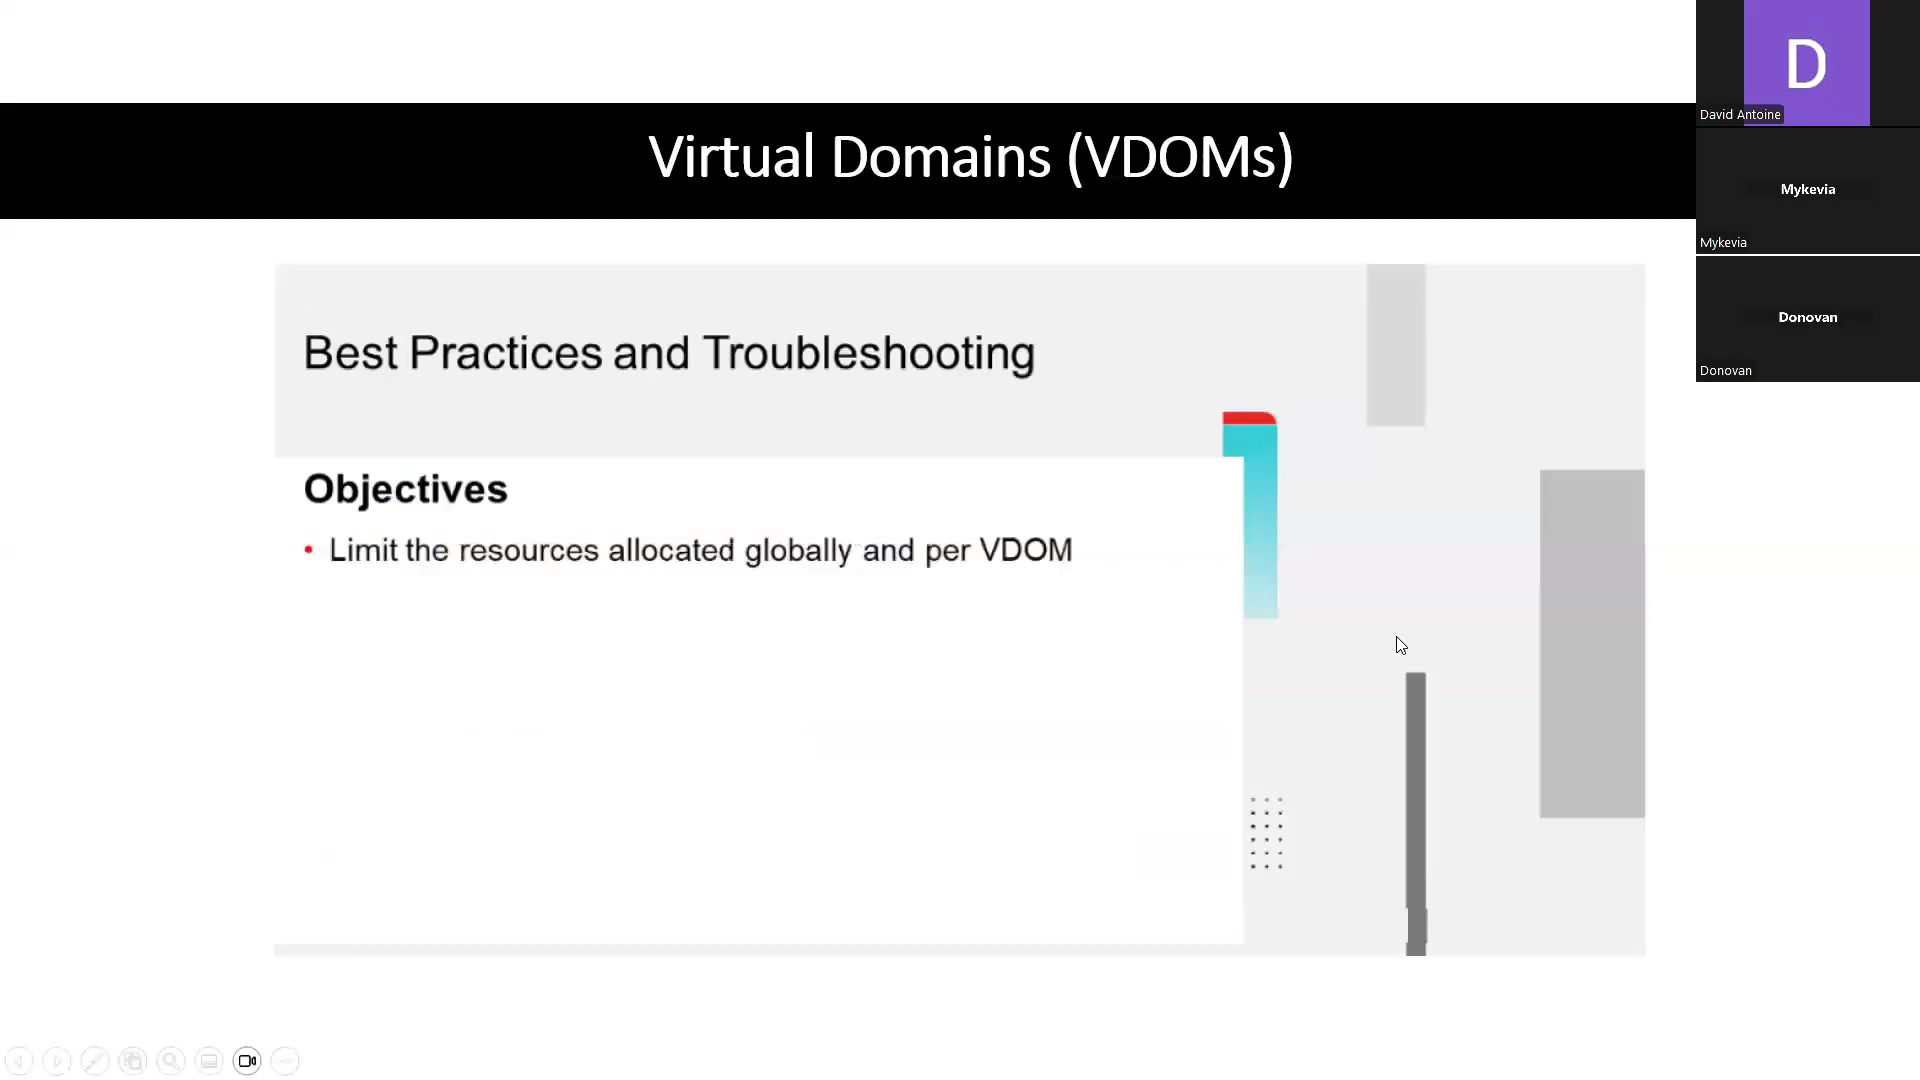 Virtual Domains (VDOMs)
Best Practices and Troubleshooting
Objectives
• Limit the resources allocated globally and per VDOM
D
David Antoine
Mykevia
Mykevia
Donovan
Donovan